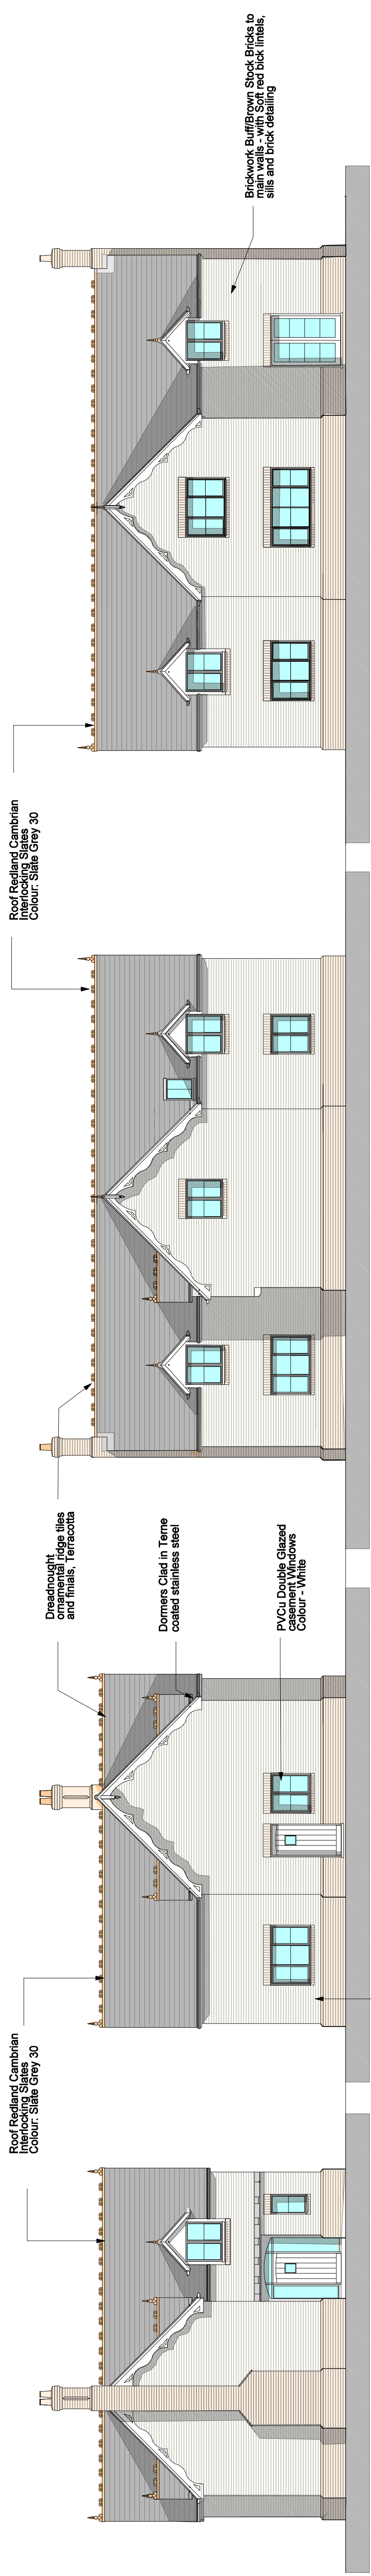 Roof Redland Cambrian
Interlocking Slates
Colour: Slate Grey 30
Dreadnought
ornamental ridge tiles
and finials, Terracotta
Dormers Clad in Terne
coated stainless steel
PVCu Double Glazed
casement Windows
Colour - White
Roof Redland Cambrian
Interlocking Slates
Colour: Slate Grey 30
Brickwork Buff/Brown Stock Bricks to
main walls - with Soft red bick lintels,
sills and brick detailing